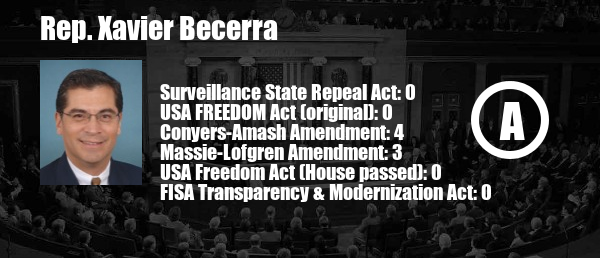 Rep. Xavier Becerra
Surveillance State Repeal Act: 0
USA FREEDOM Act (original): 0
Conyers-Amash Amendment: 4
Massie-Lofgren Amendment: 3
USA Freedom Act (House passed): 0
FISA Transparency & Modernization Act: 0
A